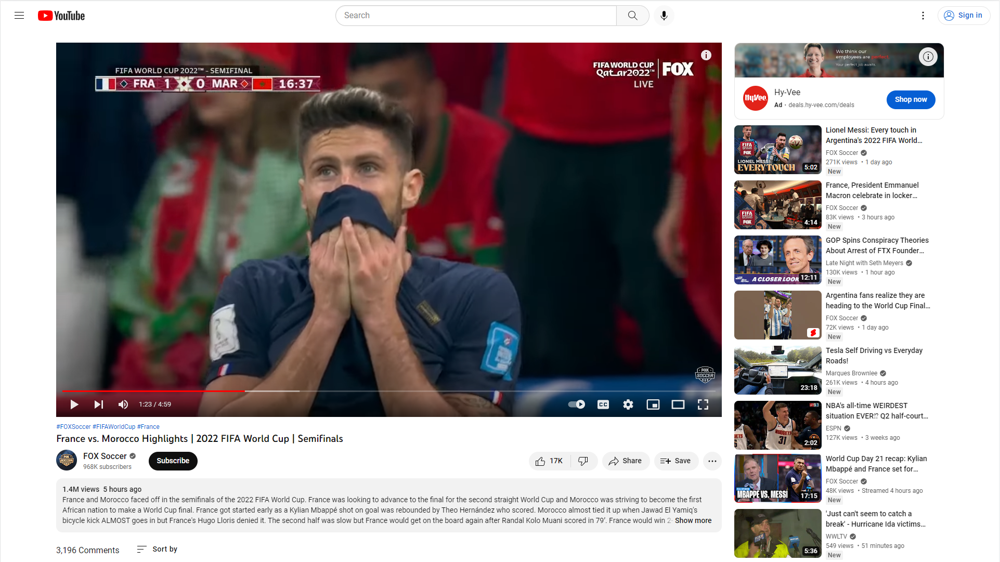 YouTube
Search
Sign in
FIFA WORLD CUP 2022™ - SEMIFINAL
FRA 1 0 MAR 16:37
FIFA WORLD CUP
Qatar2022™
FOX
LIVE
FOX
SOCCER
1:23 / 4:59
CC
#FOXSoccer #FIFAWorldCup #France
France vs. Morocco Highlights | 2022 FIFA World Cup | Semifinals
FOX Soccer
968K subscribers
Subscribe
17K
Share
Save
1.4M views 5 hours ago
France and Morocco faced off in the semifinals of the 2022 FIFA World Cup. France was looking to advance to the final for the second straight World Cup and Morocco was striving to become the first
African nation to make a World Cup final. France got started early as a Kylian Mbappé shot on goal was rebounded by Theo Hernández who scored. Morocco almost tied it up when Jawad El Yamiq's
bicycle kick ALMOST goes in but France's Hugo Lloris denied it. The second half was slow but France would get on the board again after Randal Kolo Muani scored in 79’. France would win 2- Show more
3,196 Comments
Sort by
We think our
employees are perfect.
Your perfect job awaits.
HyVee
Hy-Vee
Ad · deals.hy-vee.com/deals
Shop now
FIFA
FOX
LIONEL MESSI
EVERY TOUCH
5:02
Lionel Messi: Every touch in
Argentina's 2022 FIFA World...
FOX Soccer
271K views • 1 day ago
New
FIFA
FOX
4:14
France, President Emmanuel
Macron celebrate in locker...
FOX Soccer
83K views • 3 hours ago
New
A CLOSER LOOK
12:11
GOP Spins Conspiracy Theories
About Arrest of FTX Founder...
Late Night with Seth Meyers
130K views • 1 hour ago
New
Argentina fans realize they are
heading to the World Cup Final...
FOX Soccer
72K views • 1 day ago
New
23:18
Tesla Self Driving vs Everyday
Roads!
Marques Brownlee
261K views • 4 hours ago
New
NUGGETS
31
2:02
NBA's all-time WEIRDEST
situation EVER⁉ Q2 half-court...
ESPN
127K views • 3 weeks ago
MBAPPE VS. MESSI
17:15
World Cup Day 21 recap: Kylian
Mbappé and France set for...
FOX Soccer
48K views • Streamed 4 hours ago
New
5:36
'Just can't seem to catch a
break' - Hurricane Ida victims...
WWLTV
549 views • 51 minutes ago
New